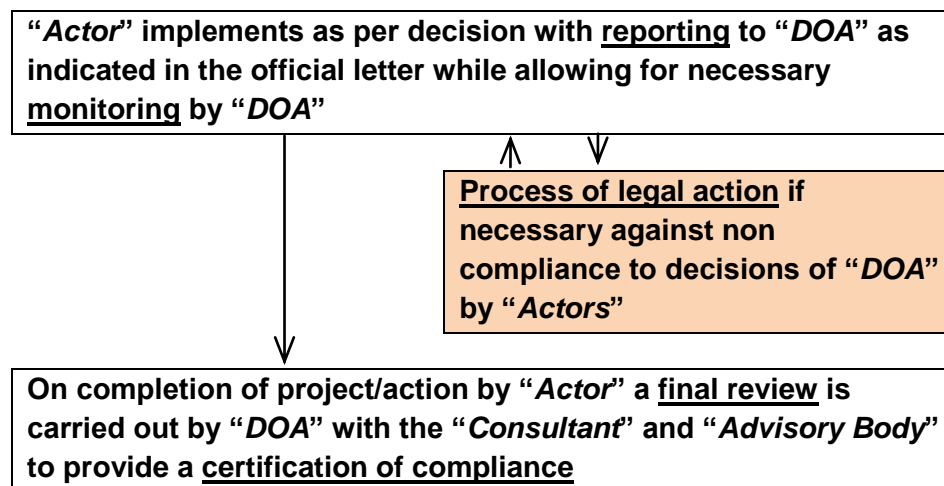 “Actor” implements as per decision with reporting to “DOA” as
indicated in the official letter while allowing for necessary
monitoring by “DOA”
Process of legal action if
necessary against non
compliance to decisions of “DOA”
by “Actors”
On completion of project/action by “Actor” a final review is
carried out by “DOA” with the “Consultant” and “Advisory Body”
to provide a certification of compliance